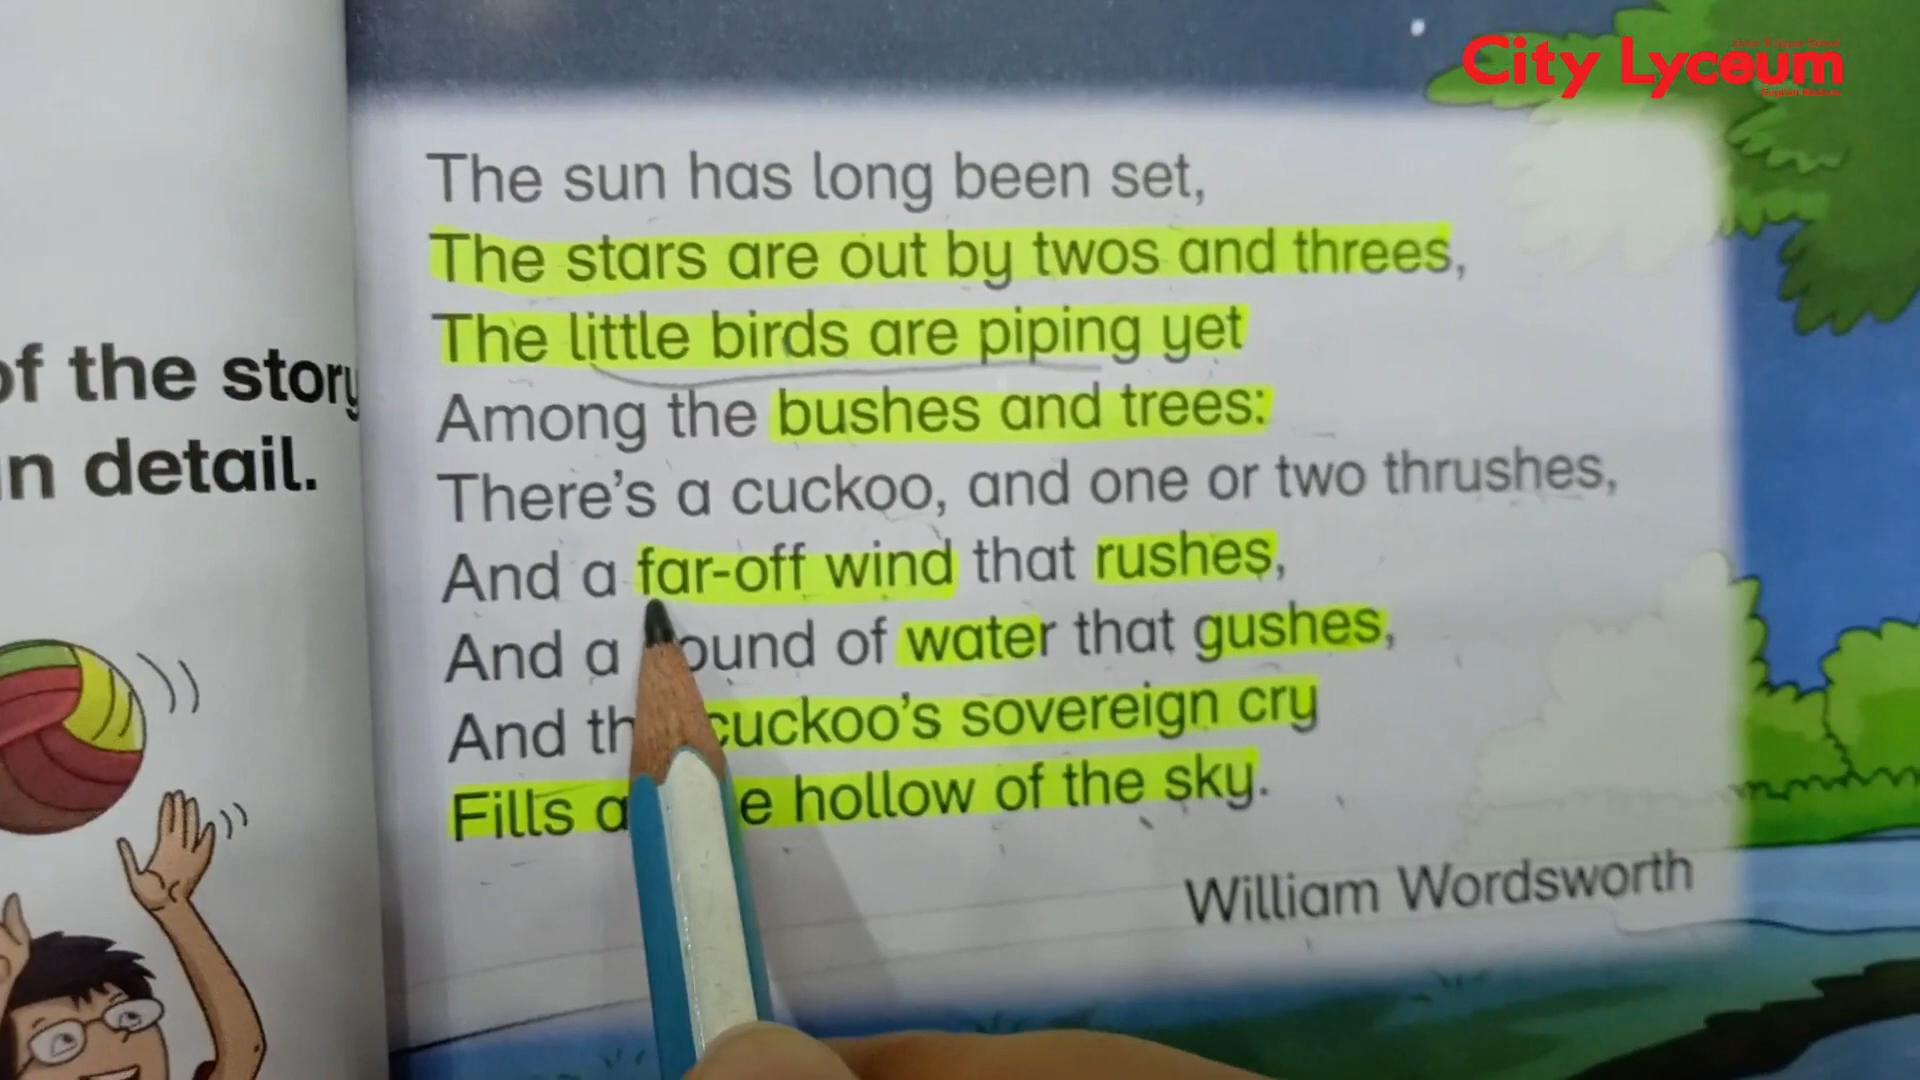 City Lyceum
of the story
in detail.
The sun has long been set,
The stars are out by twos and threes,
The little birds are piping yet
Among the bushes and trees:
There's a cuckoo, and one or two thrushes,
And a far-off wind that rushes,
And a ound of water that gushes,
And th cuckoo's sovereign cry
Fills a e hollow of the sky.
William Wordsworth